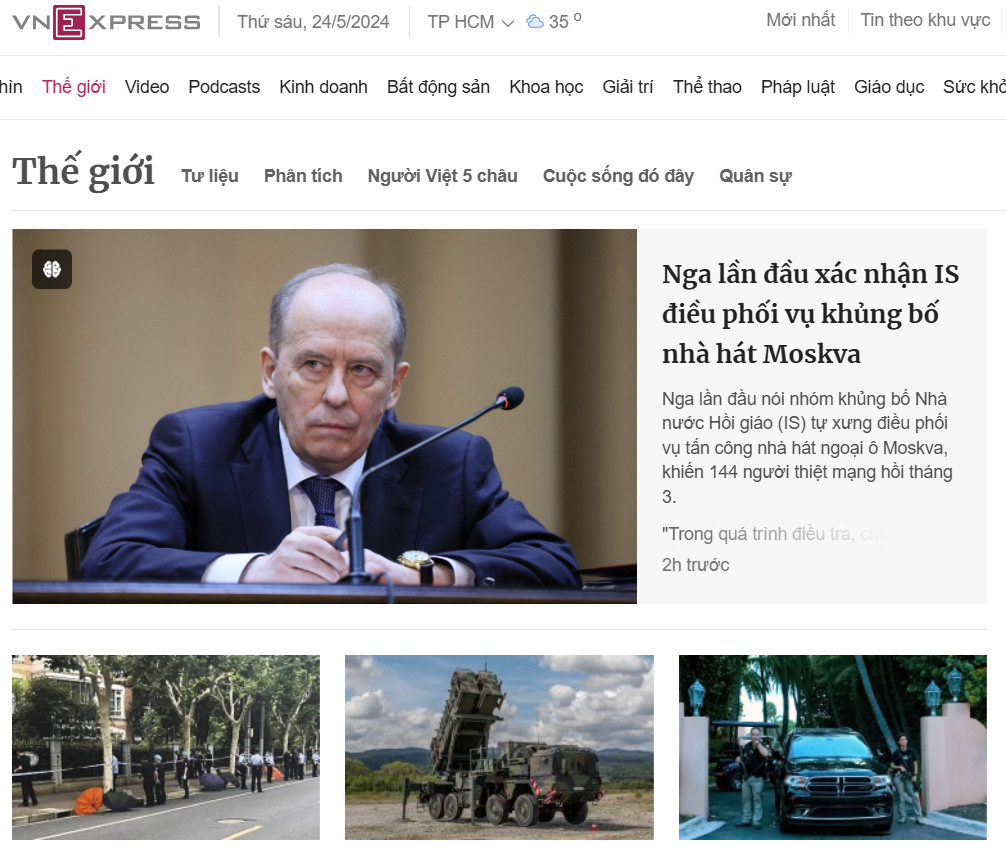 VNEXPRESS
Thứ sáu, 24/5/2024
TP HCM
35 º
Mới nhất
Tin theo khu vực
hìn Thế giới Video Podcasts Kinh doanh Bất động sản Khoa học Giải trí Thể thao Pháp luật Giáo dục Sức khỏ
Thế giới
Tư liệu Phân tích Người Việt 5 châu Cuộc sống đó đây Quân sự
Nga lần đầu xác nhận IS
điều phối vụ khủng bố
nhà hát Moskva
Nga lần đầu nói nhóm khủng bố Nhà
nước Hồi giáo (IS) tự xưng điều phối
vụ tấn công nhà hát ngoại ô Moskva,
khiến 144 người thiệt mạng hồi tháng
3.
"Trong quá trình điều tra, chú
2h trước